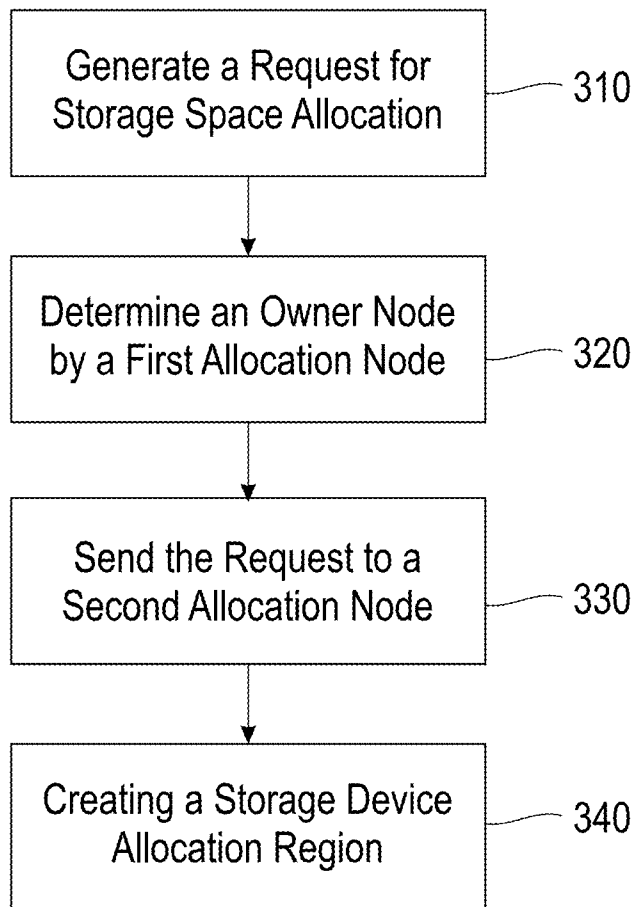 Generate a Request for
Storage Space Allocation
310
Determine an Owner Node
by a First Allocation Node
320
Send the Request to a
Second Allocation Node
330
Creating a Storage Device
Allocation Region
340